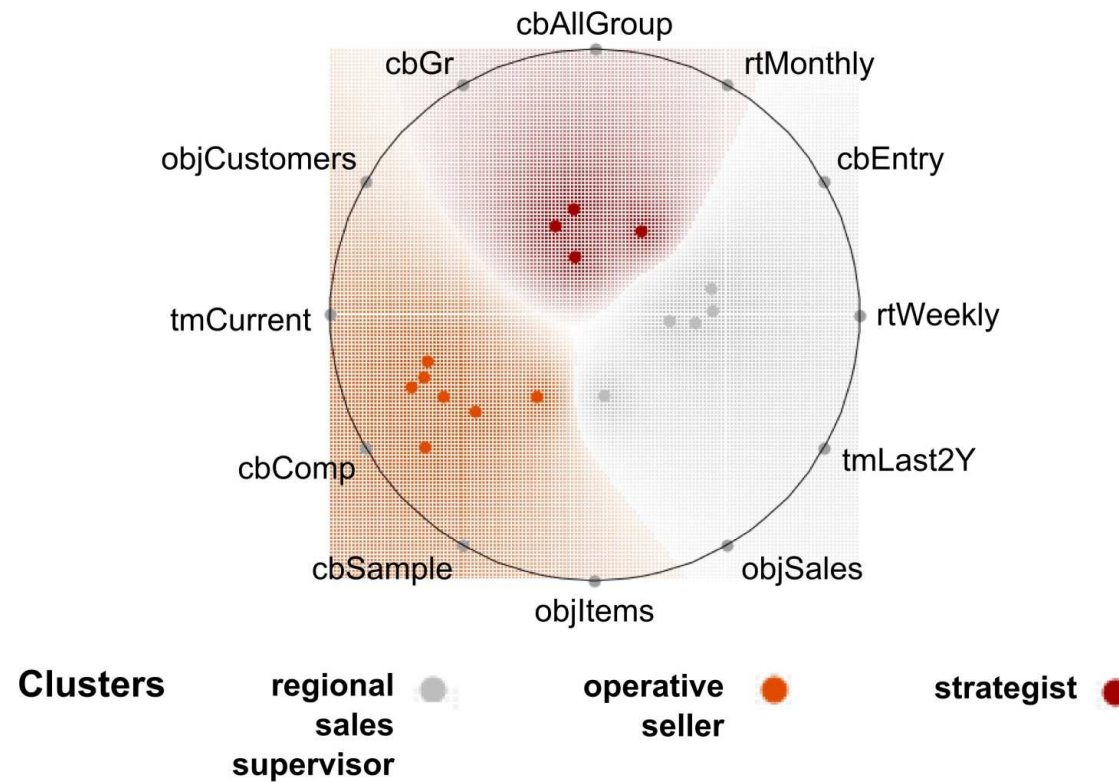 cbAllGroup
cbGr
rtMonthly
objCustomers
cbEntry
tmCurrent
rtWeekly
cbComp
tmLast2Y
cbSample
objSales
objItems
Clusters
regional
sales
supervisor
operative
seller
strategist